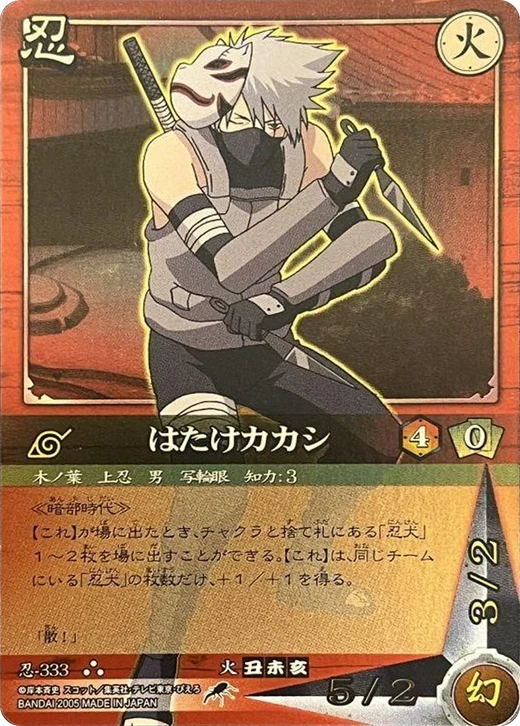 忍
火
はたけカカシ
4
0
木ノ葉 上忍 男 写輪眼 知力:3
≪暗部時代≫
【これ】が場に出たとき、チャクラと捨て札にある「忍犬」
1～2枚を場に出すことができる。【これ】は、同じチーム
にいる「忍犬」の枚数だけ、+1/+1を得る。
「散!」
3/2
忍-333
火 丑未亥
5/2
幻
©岸本斉史 スコット/集英社・テレビ東京・ぴえろ
BANDAI 2005 MADE IN JAPAN